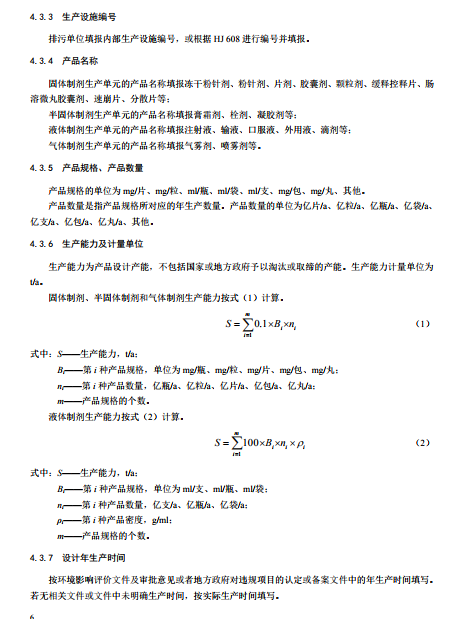 4.3.3 生产设施编号
排污单位填报内部生产设施编号，或根据 HJ 608 进行编号并填报。
4.3.4 产品名称
固体制剂生产单元的产品名称填报冻干粉针剂、粉针剂、片剂、胶囊剂、颗粒剂、缓释控释片、肠
溶微丸胶囊剂、速崩片、分散片等；
半固体制剂生产单元的产品名称填报膏霜剂、栓剂、凝胶剂等；
液体制剂生产单元的产品名称填报注射液、输液、口服液、外用液、滴剂等；
气体制剂生产单元的产品名称填报气雾剂、喷雾剂等。
4.3.5 产品规格、产品数量
产品规格的单位为 mg/片、mg/粒、ml/瓶、ml/袋、ml/支、mg/包、mg/丸、其他。
产品数量是指产品规格所对应的年生产数量。产品数量的单位为亿片/a、亿粒/a、亿瓶/a、亿袋/a、
亿支/a、亿包/a、亿丸/a、其他。
4.3.6 生产能力及计量单位
生产能力为产品设计产能，不包括国家或地方政府予以淘汰或取缔的产能。生产能力计量单位为
t/a。
固体制剂、半固体制剂和气体制剂生产能力按式（1）计算。
S = ∑_{i=1}^{m} 0.1×B_i×n_i （1）
式中：S——生产能力，t/a；
B_i——第 i 种产品规格，单位为 mg/瓶、mg/粒、mg/片、mg/包、mg/丸；
n_i——第 i 种产品数量，亿瓶/a、亿粒/a、亿片/a、亿包/a、亿丸/a；
m——产品规格的个数。
液体制剂生产能力按式（2）计算。
S = ∑_{i=1}^{m} 100×B_i×n_i×ρ_i （2）
式中：S——生产能力，t/a；
B_i——第 i 种产品规格，单位为 ml/支、ml/瓶、ml/袋；
n_i——第 i 种产品数量，亿支/a、亿瓶/a、亿袋/a；
ρ_i——第 i 种产品密度，g/ml；
m——产品规格的个数。
4.3.7 设计年生产时间
按环境影响评价文件及审批意见或者地方政府对违规项目的认定或备案文件中的年生产时间填写。
若无相关文件或文件中未明确生产时间，按实际生产时间填写。
6